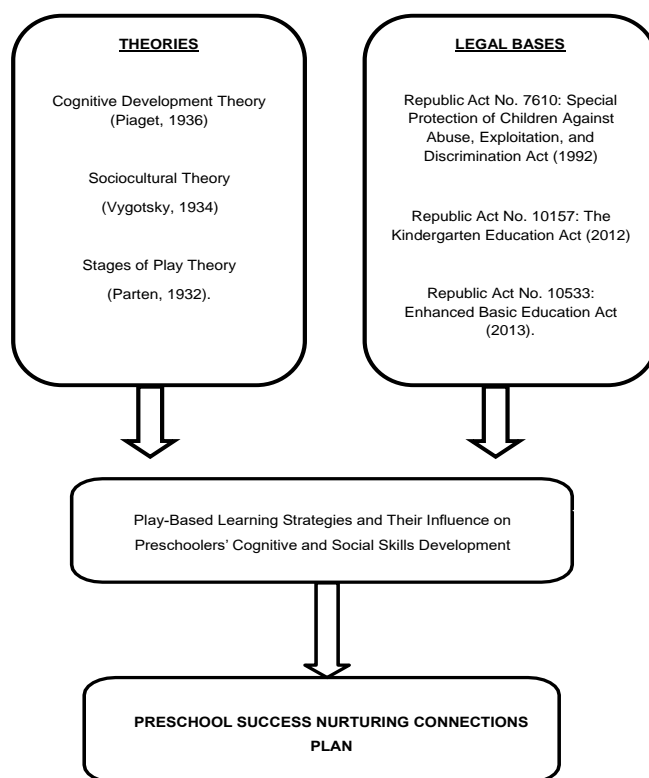 THEORIES
Cognitive Development Theory
(Piaget, 1936)
Sociocultural Theory
(Vygotsky, 1934)
Stages of Play Theory
(Parten, 1932).
LEGAL BASES
Republic Act No. 7610: Special
Protection of Children Against
Abuse, Exploitation, and
Discrimination Act (1992)
Republic Act No. 10157: The
Kindergarten Education Act (2012)
Republic Act No. 10533:
Enhanced Basic Education Act
(2013).
Play-Based Learning Strategies and Their Influence on
Preschoolers’ Cognitive and Social Skills Development
PRESCHOOL SUCCESS NURTURING CONNECTIONS
PLAN